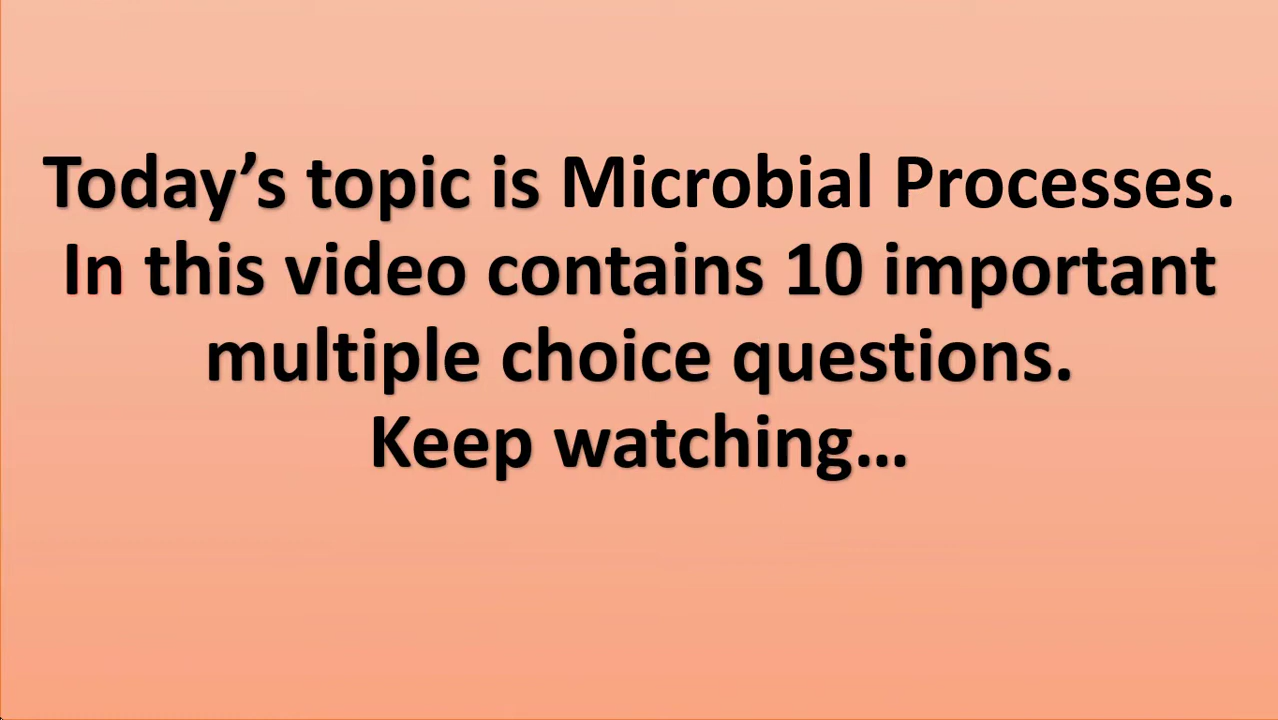 Today’s topic is Microbial Processes.
In this video contains 10 important
multiple choice questions.
Keep watching…